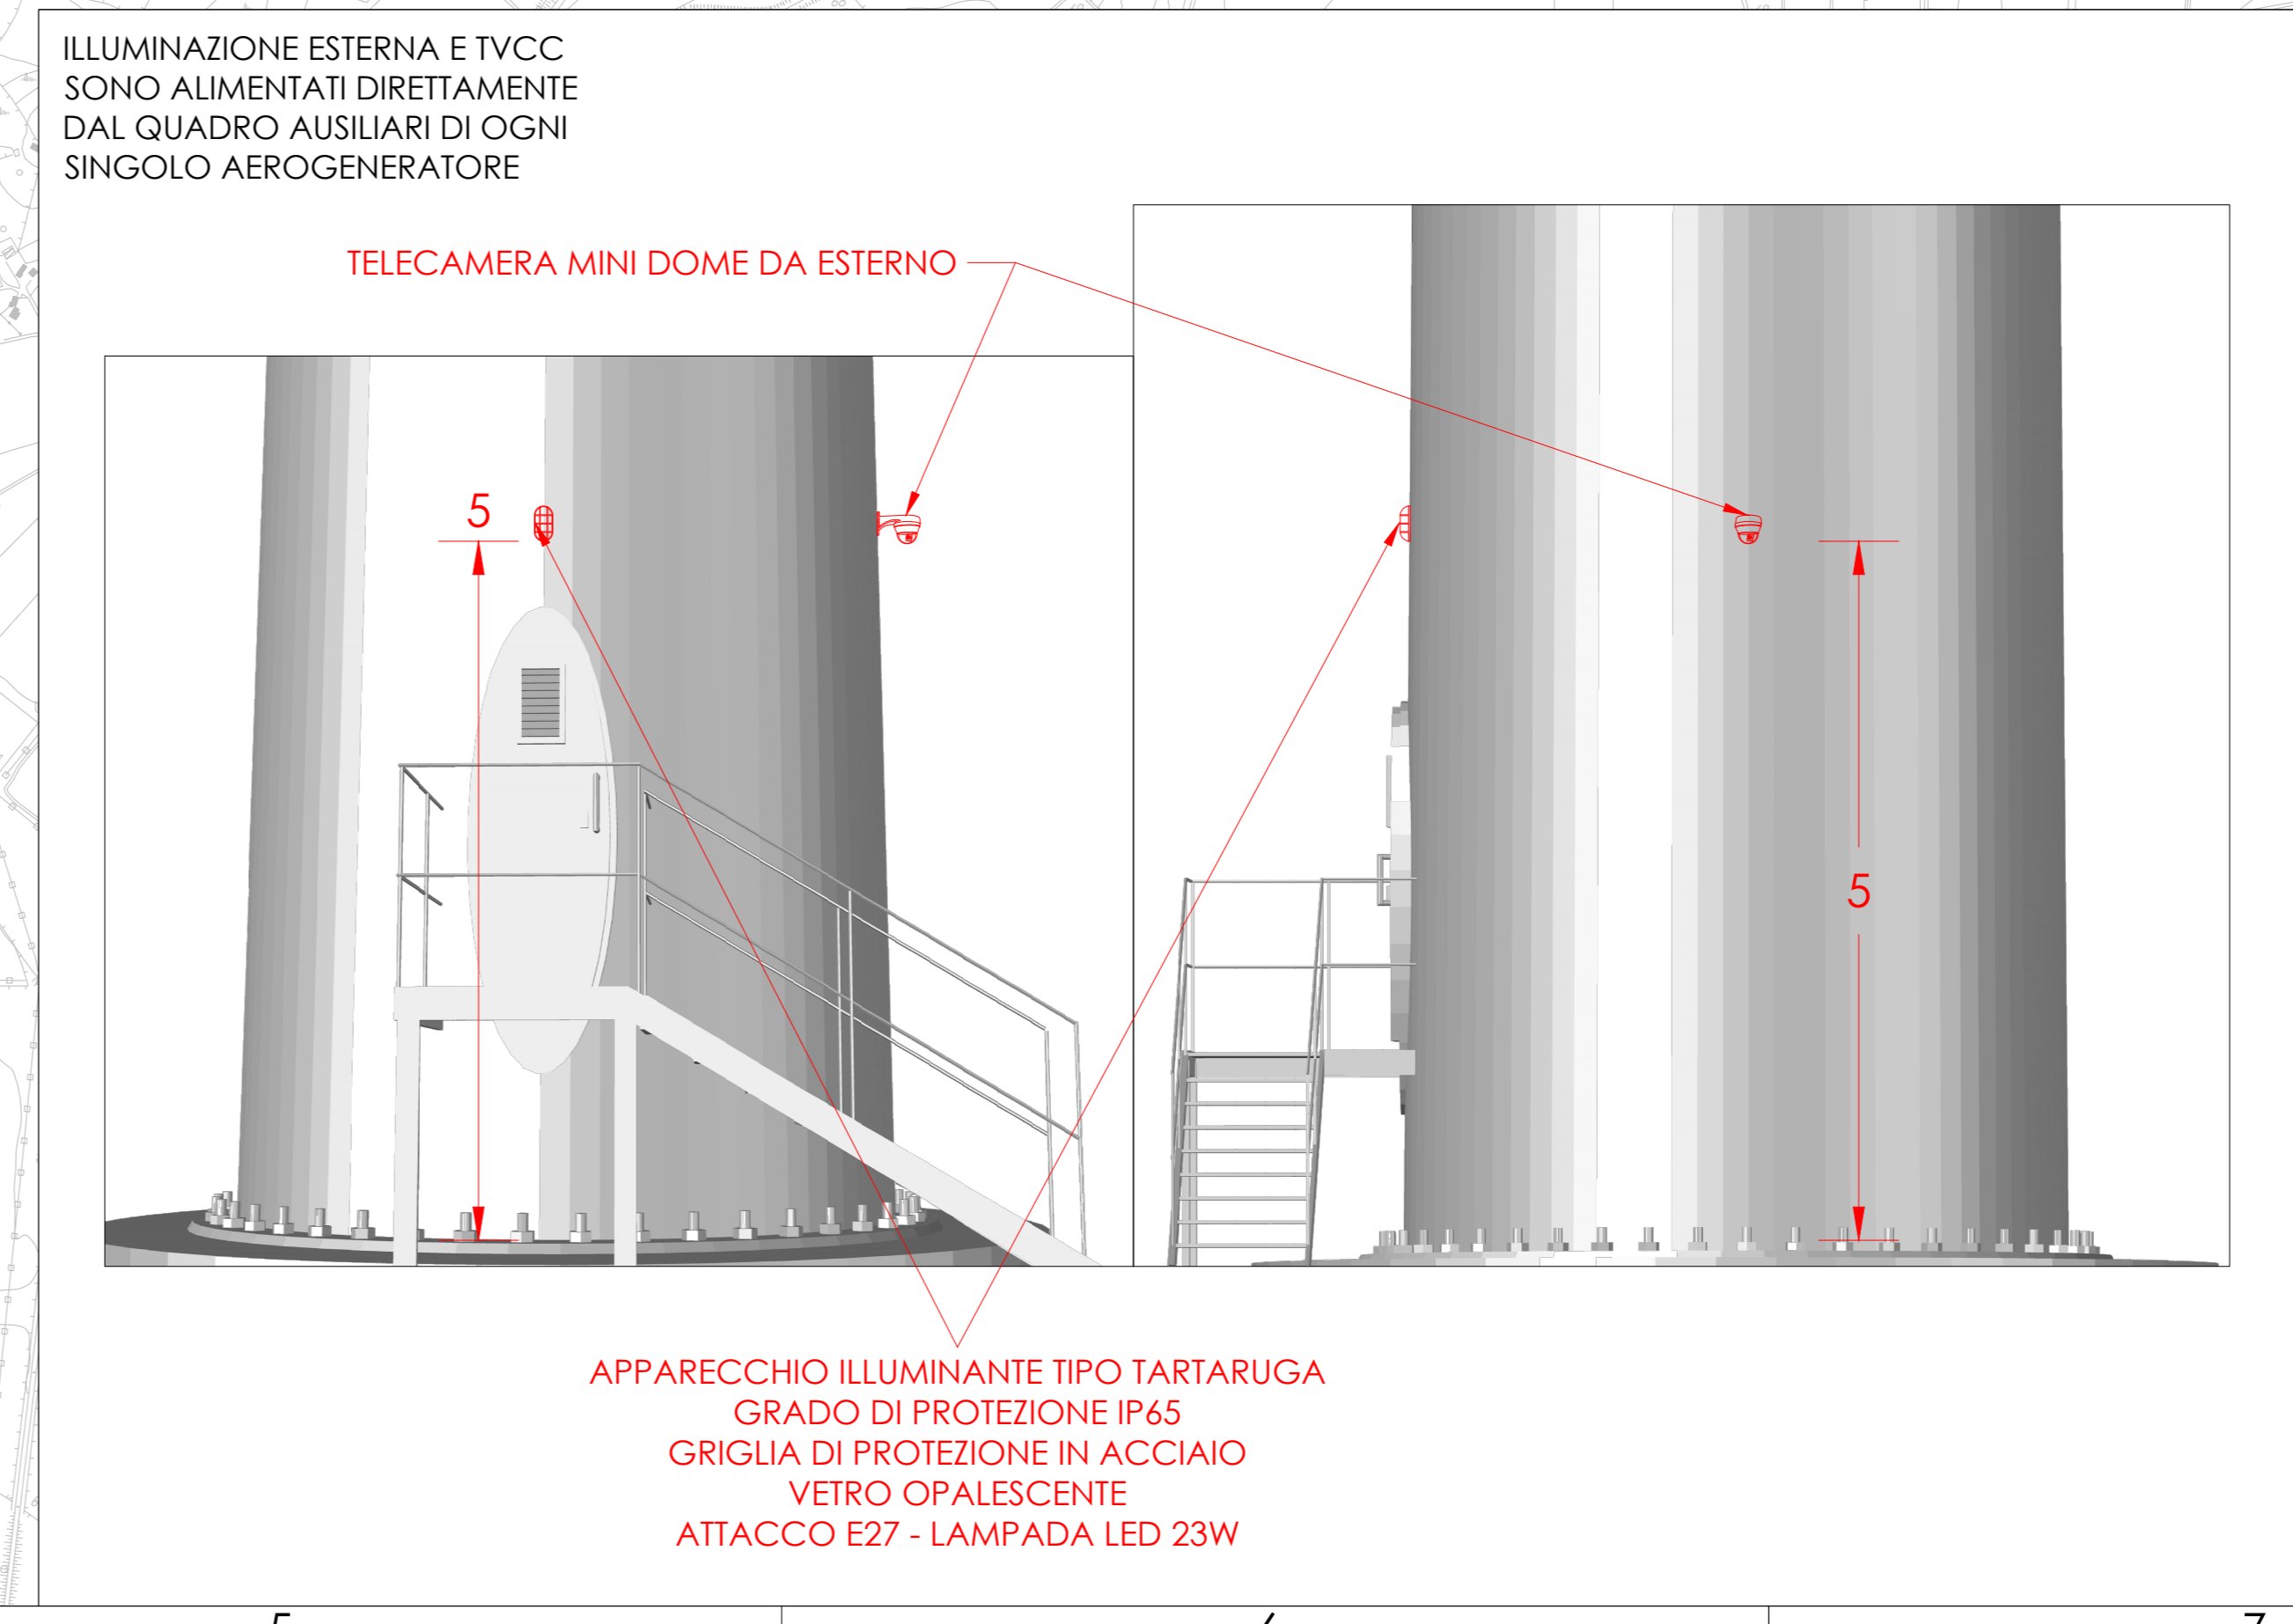 ILLUMINAZIONE ESTERNA E TVCC
SONO ALIMENTATI DIRETTAMENTE
DAL QUADRO AUSILIARI DI OGNI
SINGOLO AEROGENERATORE
TELECAMERA MINI DOME DA ESTERNO
5
5
APPARECCHIO ILLUMINANTE TIPO TARTARUGA
GRADO DI PROTEZIONE IP65
GRIGLIA DI PROTEZIONE IN ACCIAIO
VETRO OPALESCENTE
ATTACCO E27 - LAMPADA LED 23W